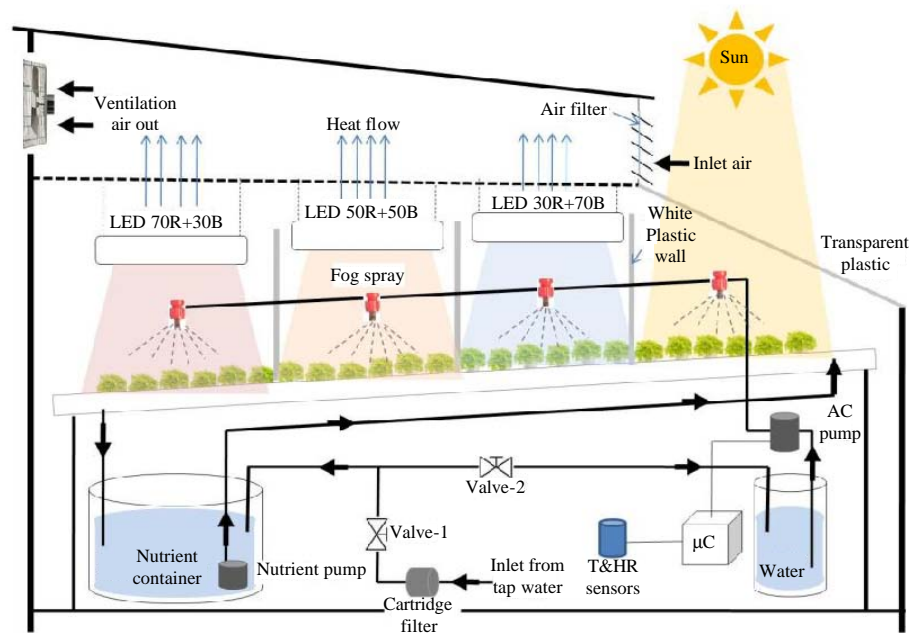 Sun
Ventilation
air out
Heat flow
Air filter
Inlet air
LED 70R+30B
LED 50R+50B
LED 30R+70B
White
Plastic
wall
Transparent
plastic
Fog spray
AC
pump
Valve-2
Valve-1
Nutrient
container
Nutrient pump
Inlet from
tap water
Cartridge
filter
T&HR
sensors
μC
Water